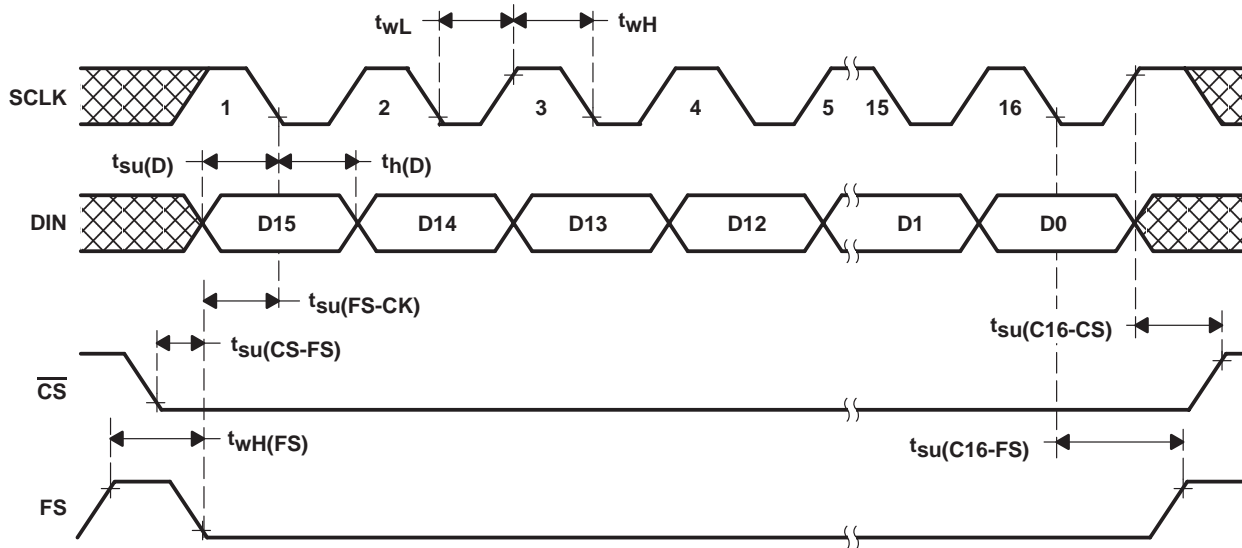 twL
twH
SCLK
1
2
3
4
5
15
16
tsu(D)
th(D)
DIN
D15
D14
D13
D12
D1
D0
tsu(FS-CK)
tsu(C16-CS)
tsu(CS-FS)
CS
twH(FS)
tsu(C16-FS)
FS